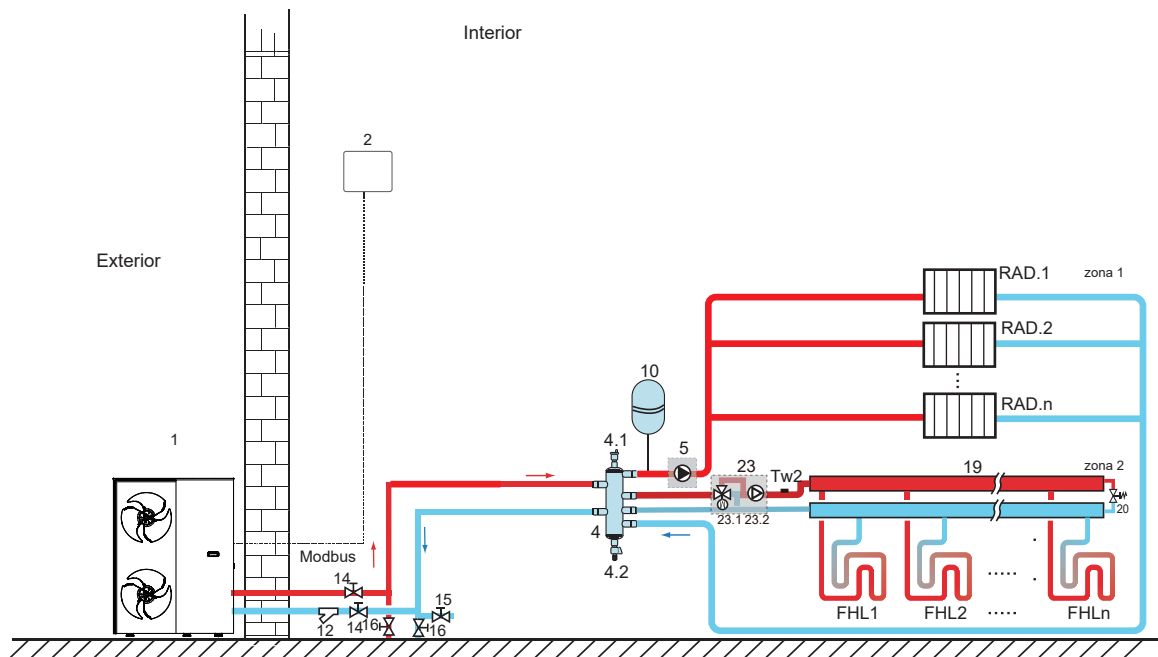 Interior
2
Exterior
RAD.1
zona 1
RAD.2
10
RAD.n
1
4.1
5
23
Tw2
19
zona 2
20
4
23.1
23.2
Modbus
4.2
14
15
12
14
16
16
FHL1
FHL2
FHLn